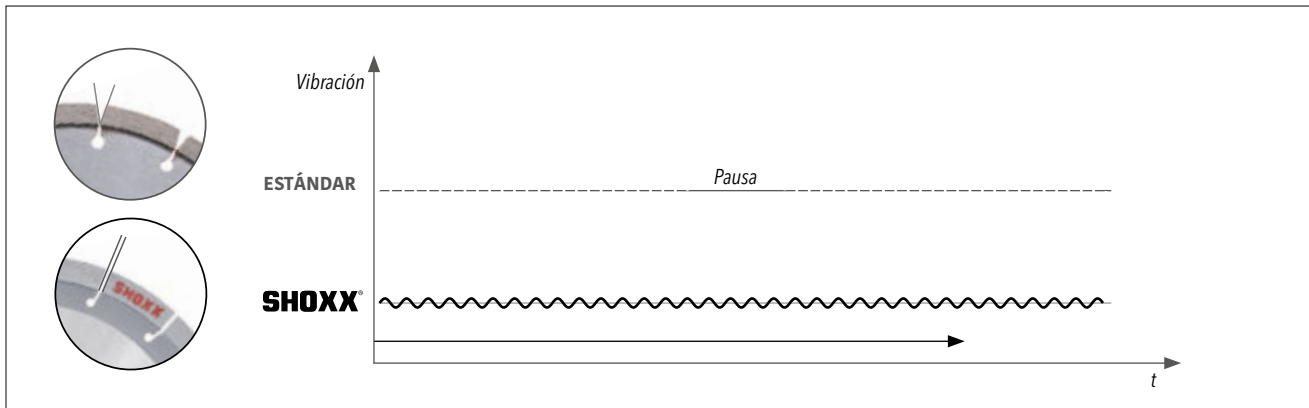 Vibración
ESTÁNDAR
Pausa
SHOXX
SHOXX®
t